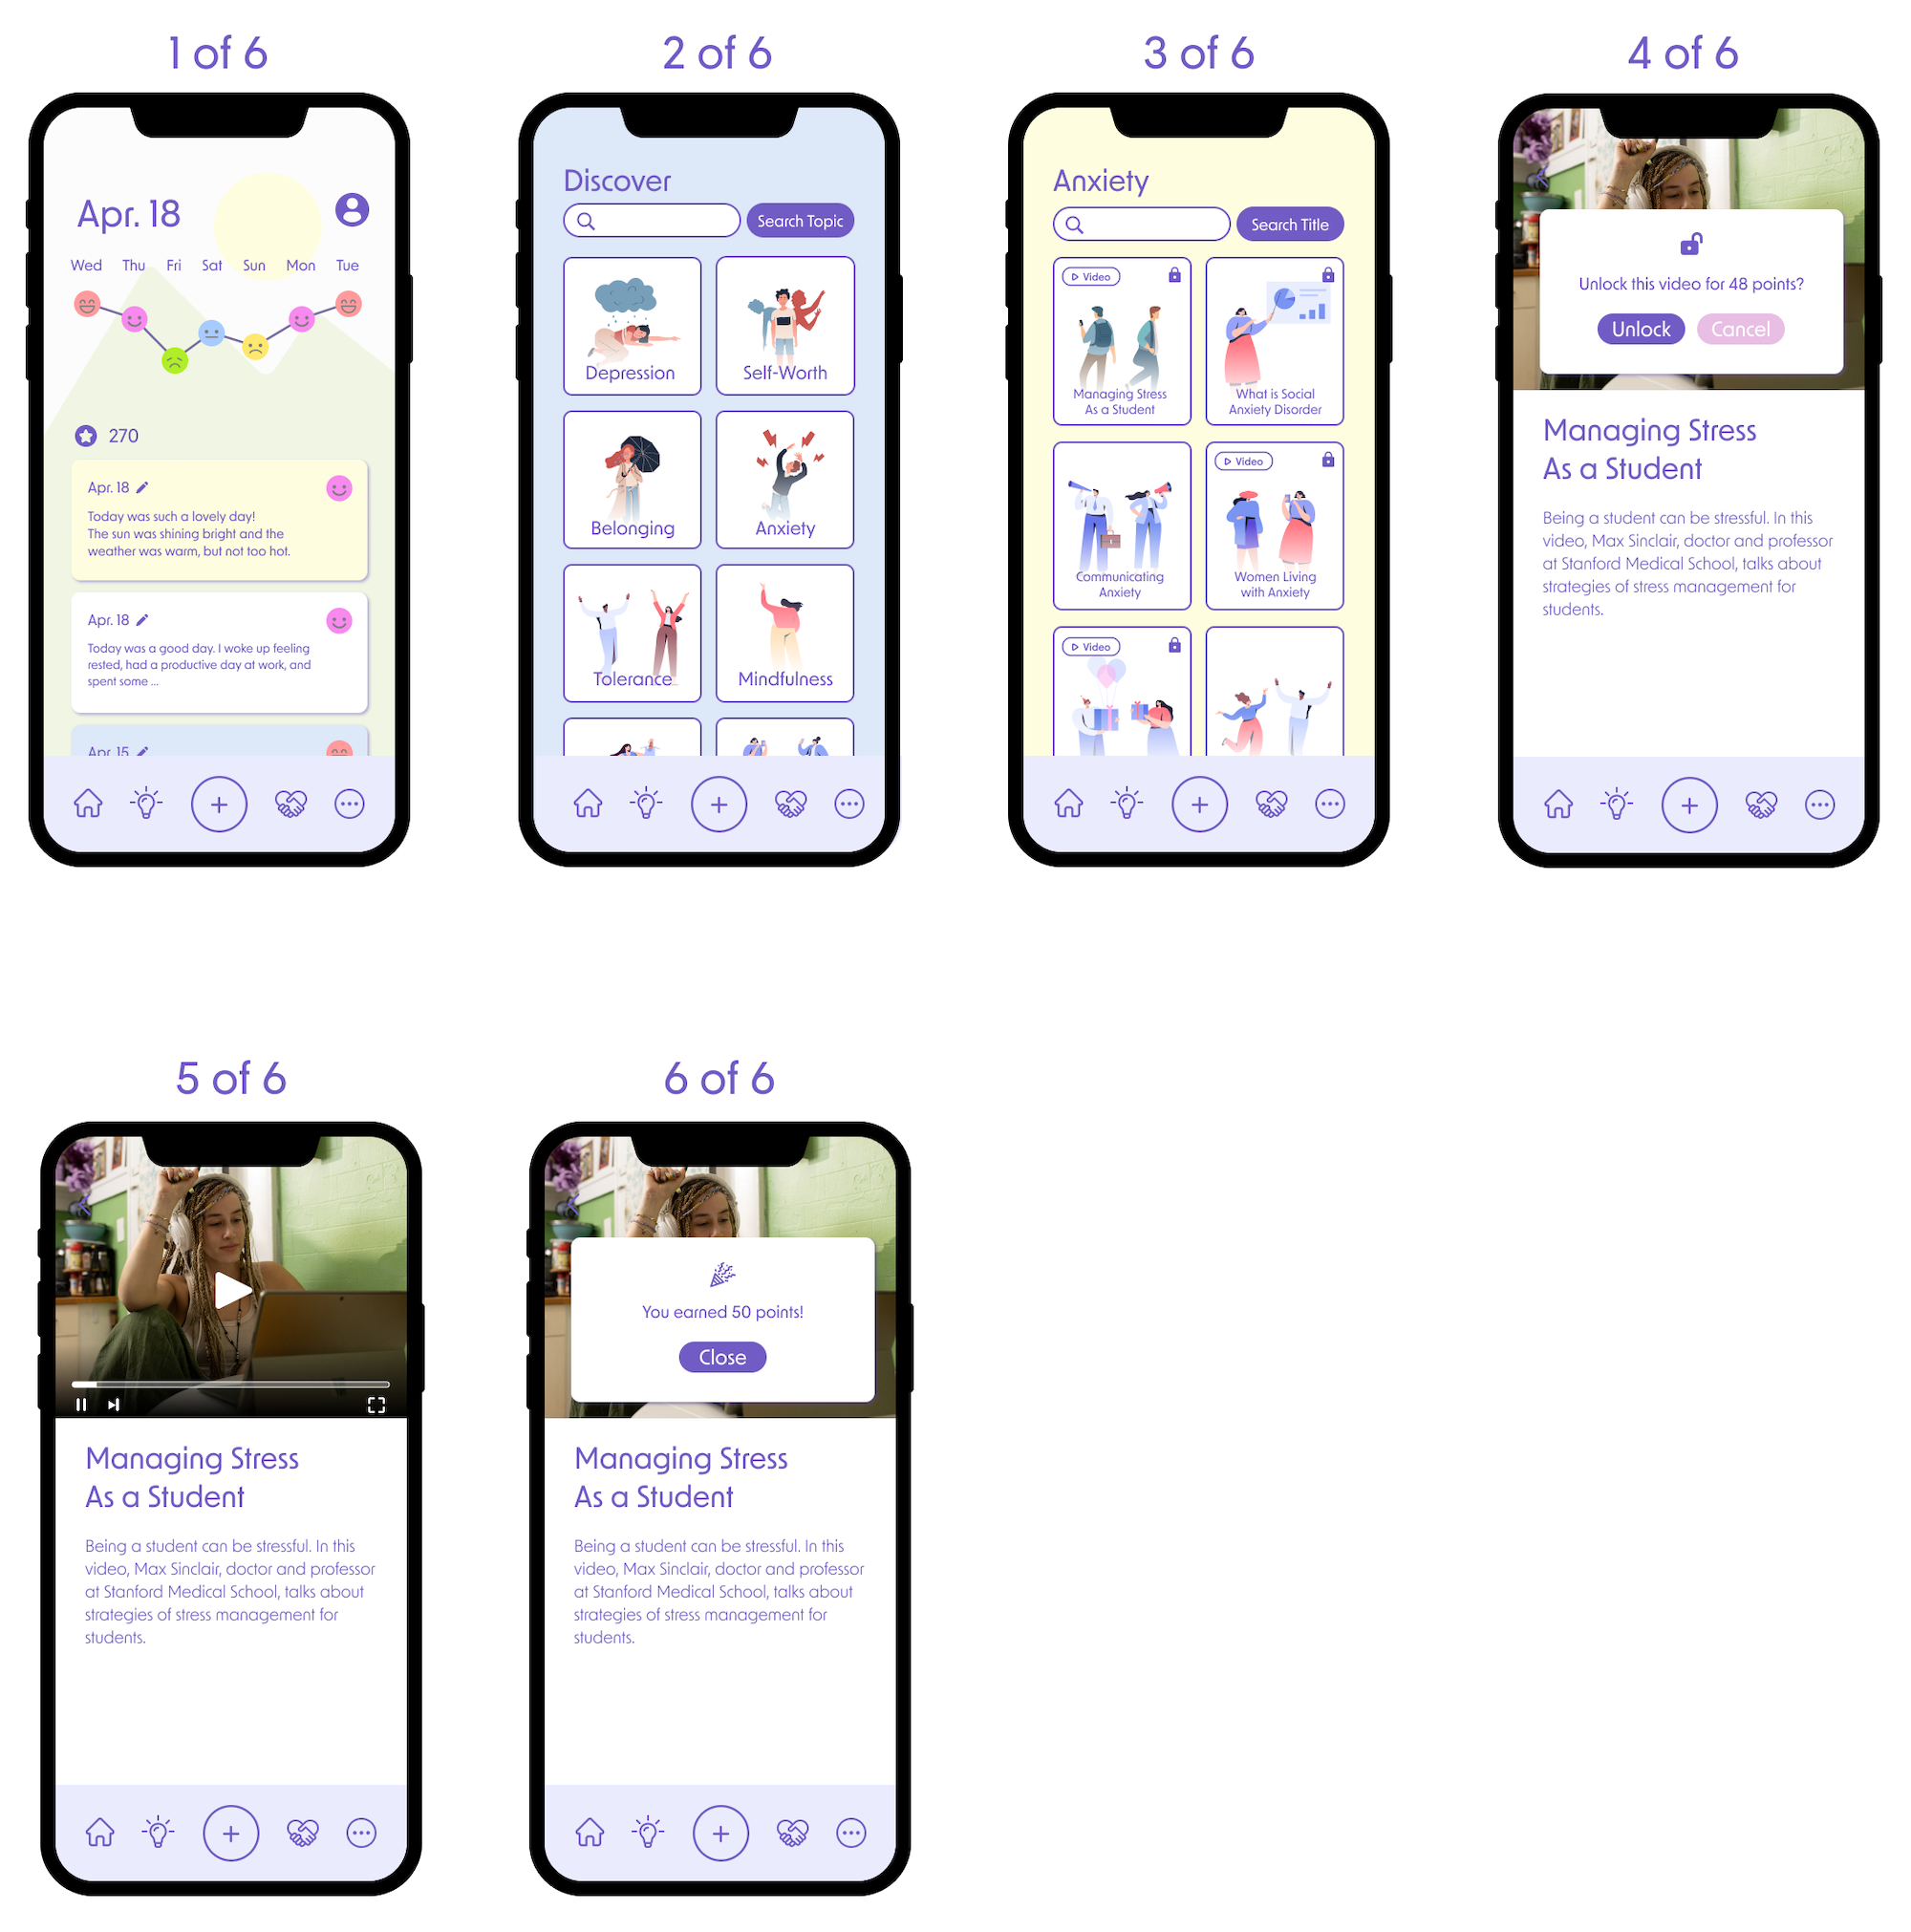 1 of 6
Apr. 18
Wed Thu Fri Sat Sun Mon Tue
270
Apr. 18
Today was such a lovely day!
The sun was shining bright and the
weather was warm, but not too hot.
Apr. 18
Today was a good day. I woke up feeling
rested, had a productive day at work, and
spent some ...
Apr. 15
2 of 6
Discover
Search Topic
Depression
Self-Worth
Belonging
Anxiety
Tolerance
Mindfulness
3 of 6
Anxiety
Search Title
Video
Managing Stress
As a Student
What is Social
Anxiety Disorder
Communicating
Anxiety
Video
Women Living
with Anxiety
Video
4 of 6
Unlock this video for 48 points?
Unlock
Cancel
Managing Stress
As a Student
Being a student can be stressful. In this
video, Max Sinclair, doctor and professor
at Stanford Medical School, talks about
strategies of stress management for
students.
5 of 6
Managing Stress
As a Student
Being a student can be stressful. In this
video, Max Sinclair, doctor and professor
at Stanford Medical School, talks about
strategies of stress management for
students.
6 of 6
You earned 50 points!
Close
Managing Stress
As a Student
Being a student can be stressful. In this
video, Max Sinclair, doctor and professor
at Stanford Medical School, talks about
strategies of stress management for
students.